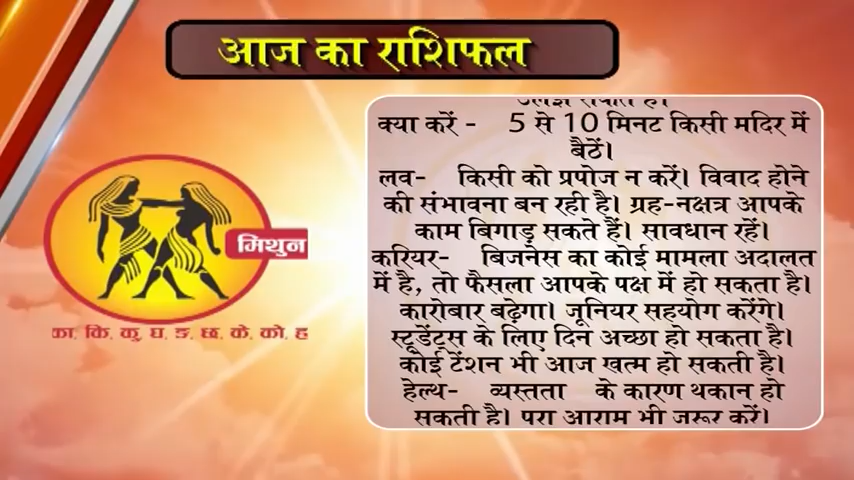 आज का राशिफल
क्या करें - 5 से 10 मिनट किसी मदिर में
बैठें।
लव- किसी को प्रपोज न करें। विवाद होने
की संभावना बन रही है। ग्रह-नक्षत्र आपके
काम बिगाड़ सकते हैं। सावधान रहें।
करियर- बिजनेस का कोई मामला अदालत
में है, तो फैसला आपके पक्ष में हो सकता है।
कारोबार बढ़ेगा। जूनियर सहयोग करेंगे।
स्टूडेंट्स के लिए दिन अच्छा हो सकता है।
कोई टेंशन भी आज खत्म हो सकती है।
हेल्थ- व्यस्तता के कारण थकान हो
सकती है। पूरा आराम भी जरूर करें।
मिथुन
का, कि, कु, घ, ङ, छ, के, को, ह